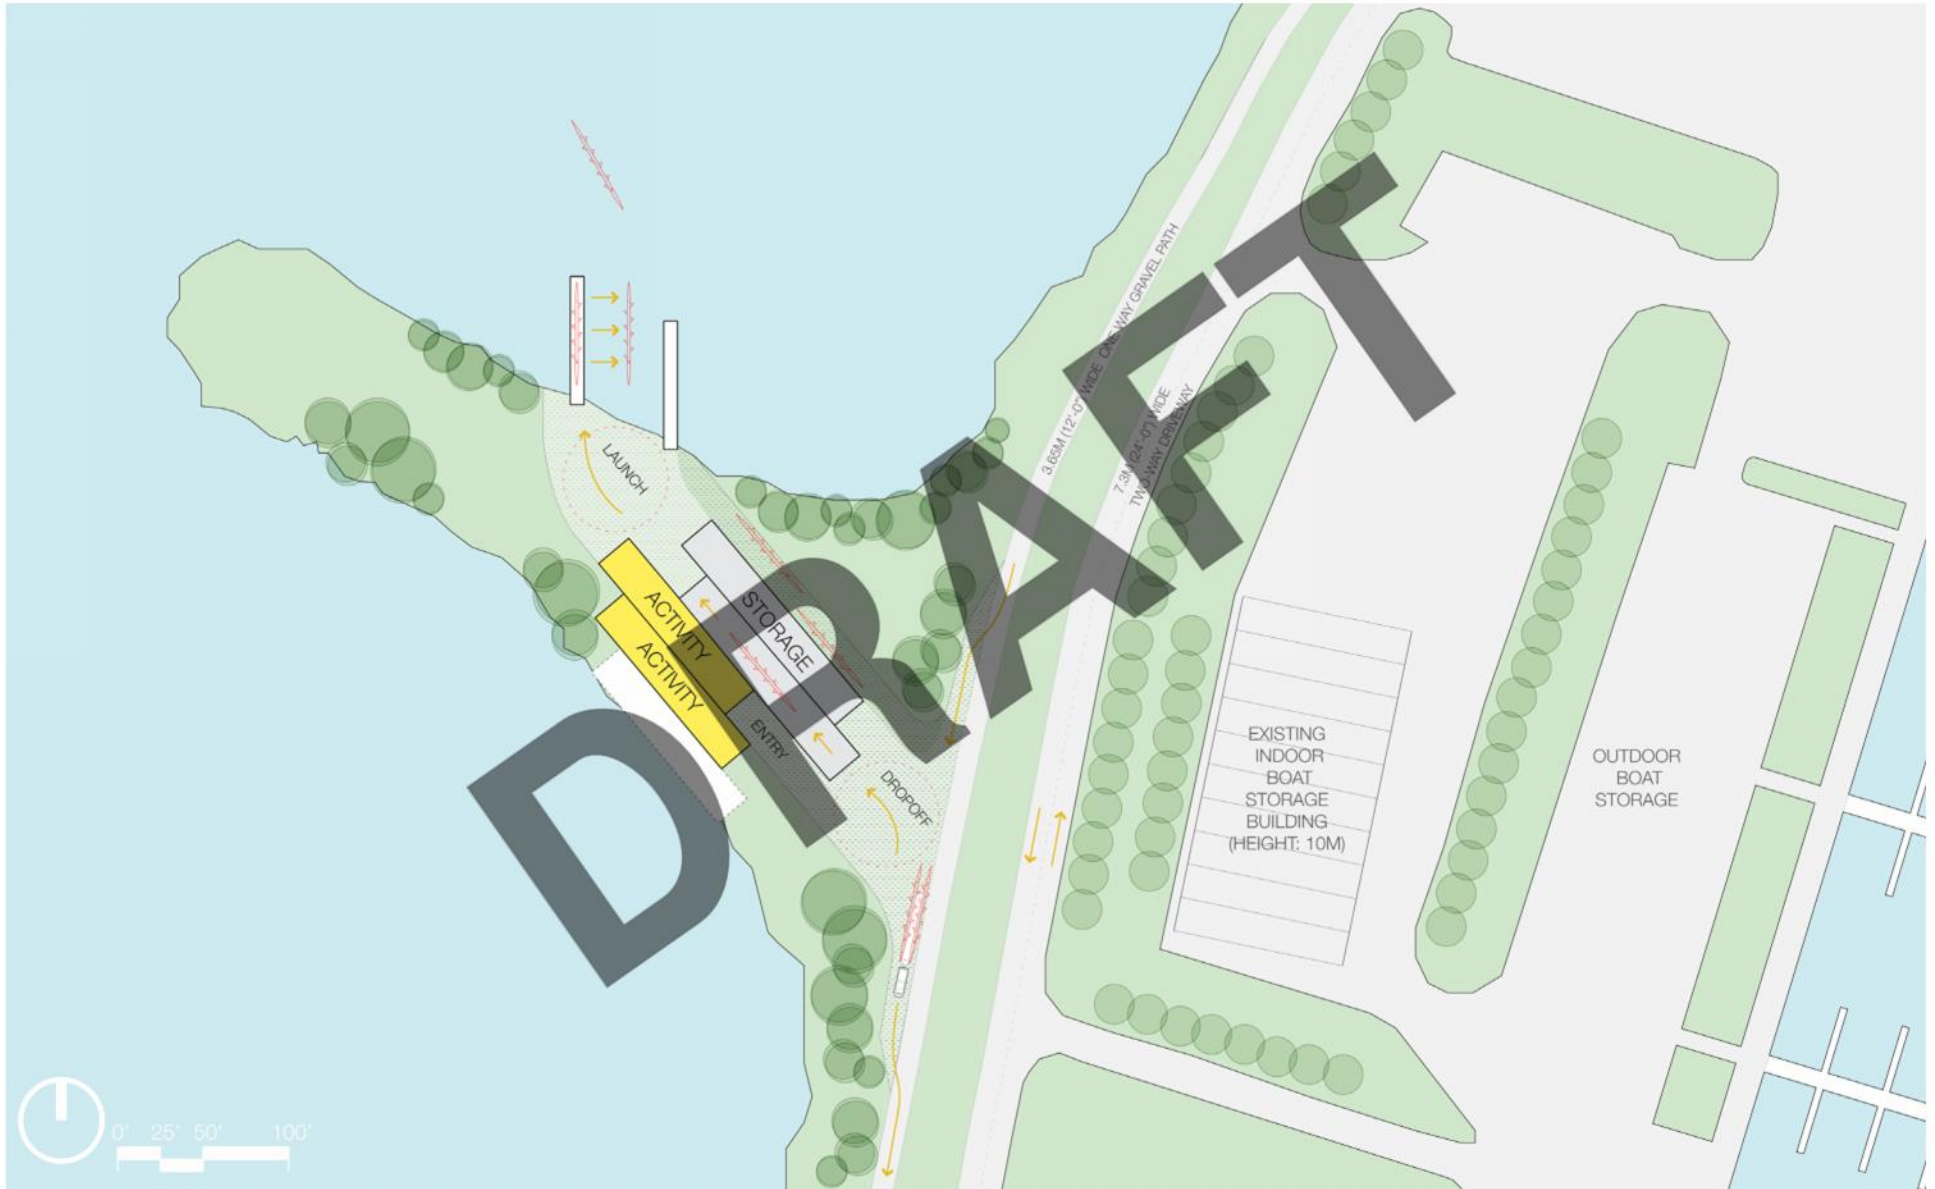 3.65M (12'-0") WIDE ONE-WAY GRAVEL PATH
7.3M (24'-0") WIDE
TWO-WAY DRIVEWAY
LAUNCH
STORAGE
ACTIVITY
ACTIVITY
ENTRY
DROPOFF
DRAFT
EXISTING
INDOOR
BOAT
STORAGE
BUILDING
(HEIGHT: 10M)
OUTDOOR
BOAT
STORAGE
0' 25' 50' 100'